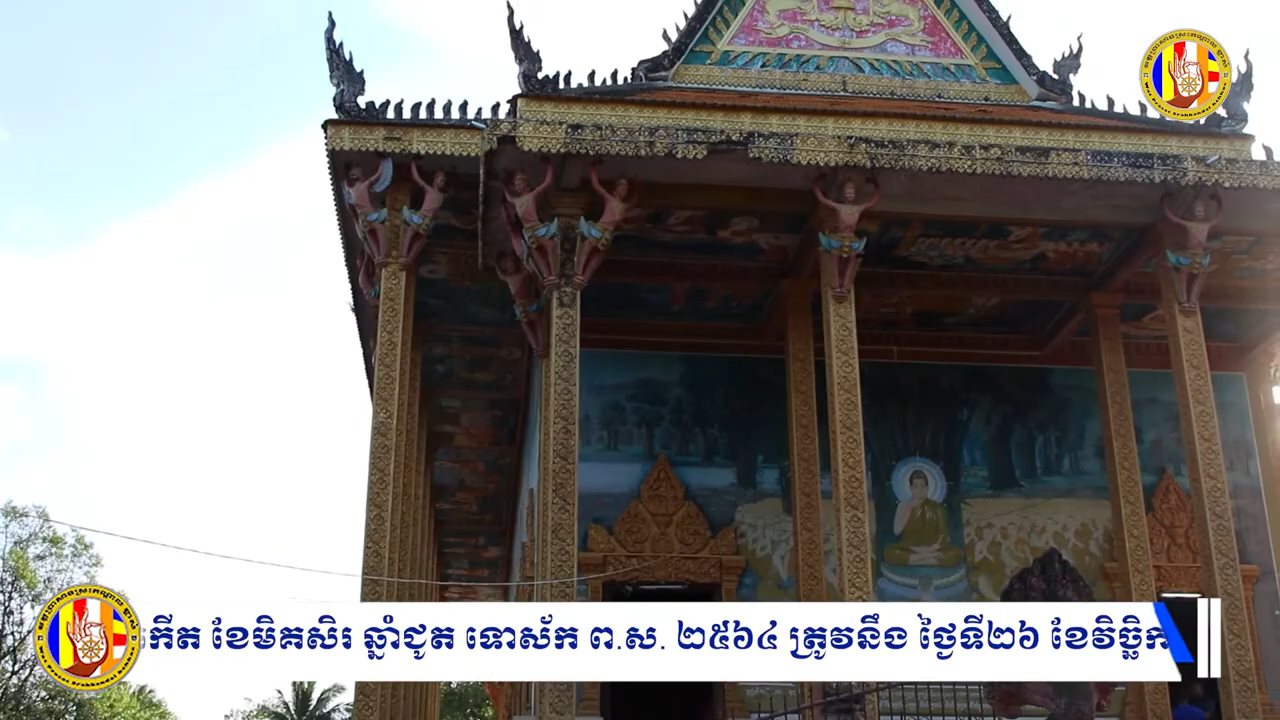 កើត ខែមិគសិរ ឆ្នាំជូត ទោស័ក ព.ស. ២៥៦៤ ត្រូវនឹង ថ្ងៃទី២៦ ខែវិច្ឆិក